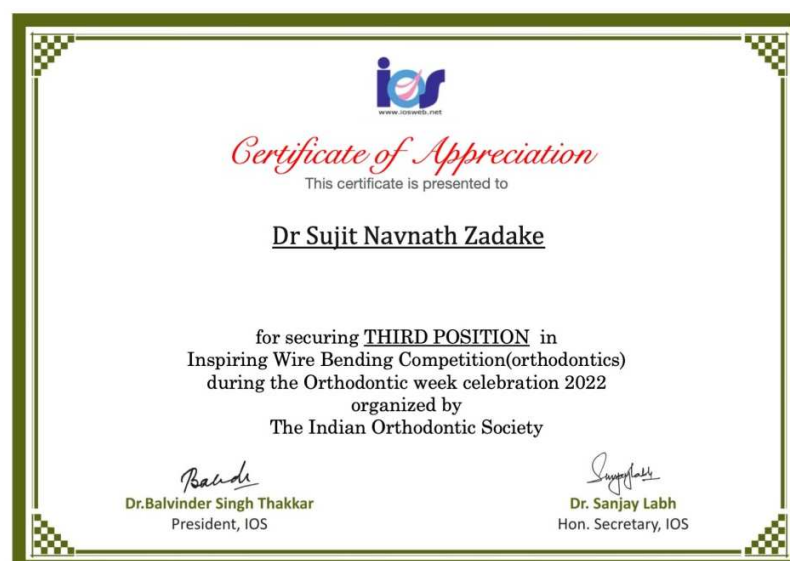 ios
www.iosweb.net
Certificate of Appreciation
This certificate is presented to
Dr Sujit Navnath Zadake
for securing THIRD POSITION in
Inspiring Wire Bending Competition(orthodontics)
during the Orthodontic week celebration 2022
organized by
The Indian Orthodontic Society
Dr.Balvinder Singh Thakkar
President, IOS
Dr. Sanjay Labh
Hon. Secretary, IOS